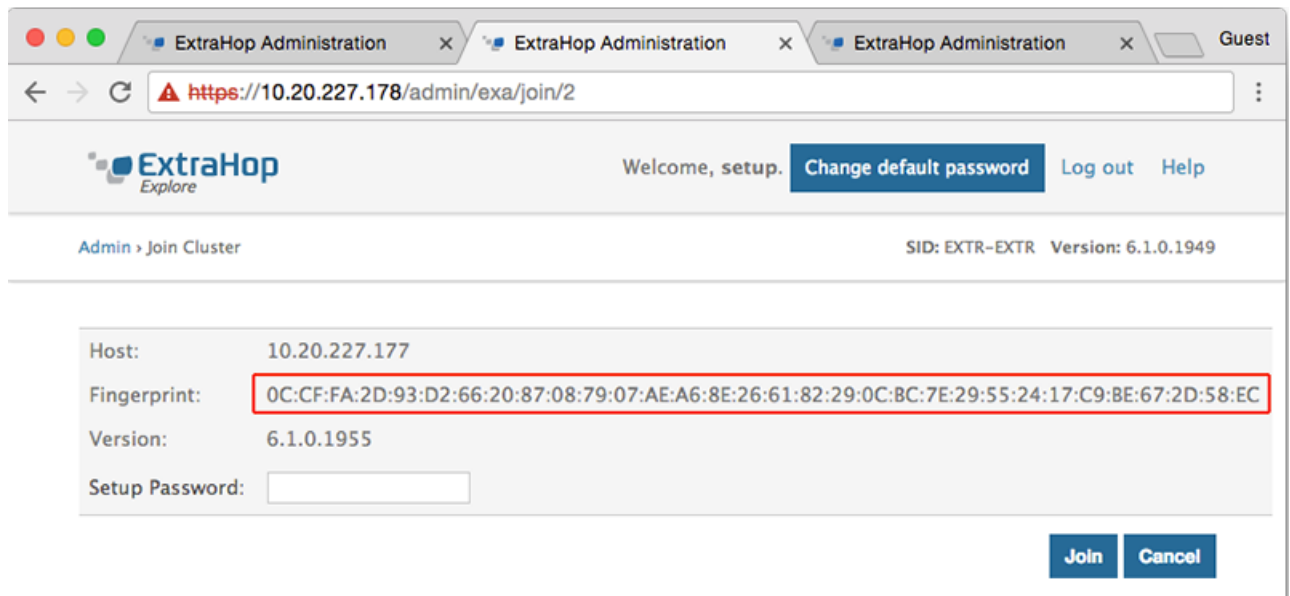 ExtraHop Administration × ExtraHop Administration × ExtraHop Administration × Guest
https://10.20.227.178/admin/exa/join/2
ExtraHop
Explore
Welcome, setup. Change default password Log out Help
Admin › Join Cluster SID: EXTR-EXTR Version: 6.1.0.1949
Host: 10.20.227.177
Fingerprint: 0C:CF:FA:2D:93:D2:66:20:87:08:79:07:AE:A6:8E:26:61:82:29:0C:BC:7E:29:55:24:17:C9:BE:67:2D:58:EC
Version: 6.1.0.1955
Setup Password:
Join Cancel